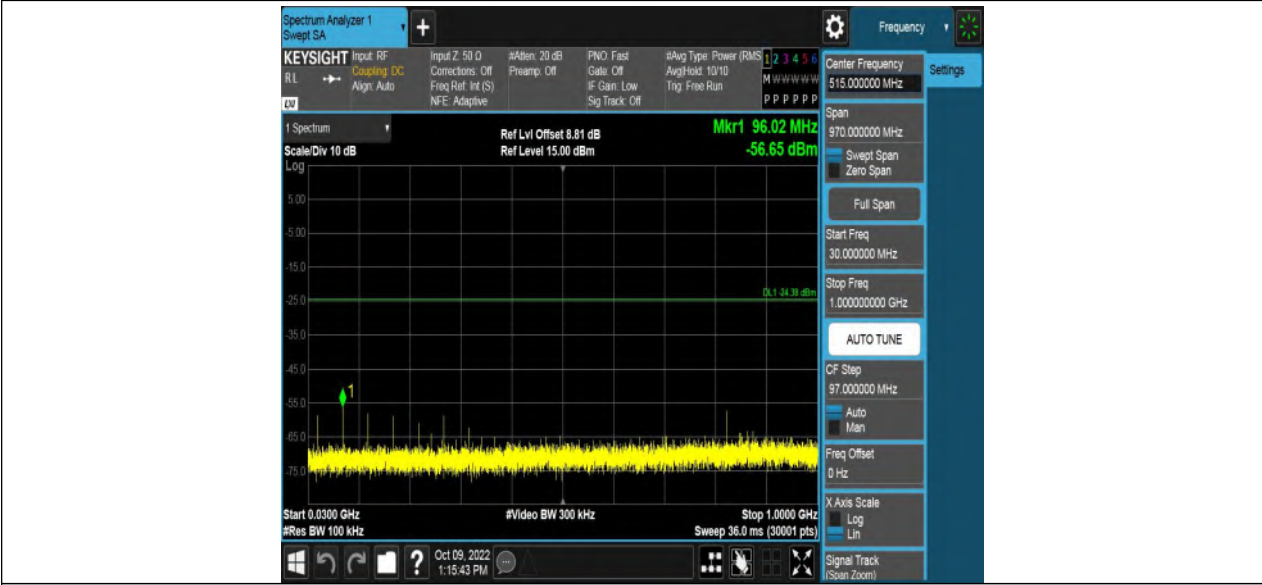 Spectrum Analyzer 1
Swept SA
+
Frequency
KEYSIGHT
RL
LXI
Input: RF
Coupling: DC
Align: Auto
Input Z: 50 Ω
Corrections: Off
Freq Ref: Int (S)
NFE: Adaptive
#Atten: 20 dB
Preamp: Off
PNO: Fast
Gate: Off
IF Gain: Low
Sig Track: Off
#Avg Type: Power (RMS
Avg|Hold: 10/10
Trig: Free Run
1 2 3 4 5 6
M W W W W W
P P P P P P
1 Spectrum
Scale/Div 10 dB
Log
Ref Lvl Offset 8.81 dB
Ref Level 15.00 dBm
Mkr1 96.02 MHz
-56.65 dBm
5.00
-5.00
-15.0
-25.0
-35.0
-45.0
-55.0
-65.0
-75.0
DL1 -24.38 dBm
1
Start 0.0300 GHz
#Res BW 100 kHz
#Video BW 300 kHz
Stop 1.0000 GHz
Sweep 36.0 ms (30001 pts)
?
Oct 09, 2022
1:15:43 PM
Center Frequency
515.000000 MHz
Settings
Span
970.000000 MHz
Swept Span
Zero Span
Full Span
Start Freq
30.000000 MHz
Stop Freq
1.000000000 GHz
AUTO TUNE
CF Step
97.000000 MHz
Auto
Man
Freq Offset
0 Hz
X Axis Scale
Log
Lin
Signal Track
(Span Zoom)